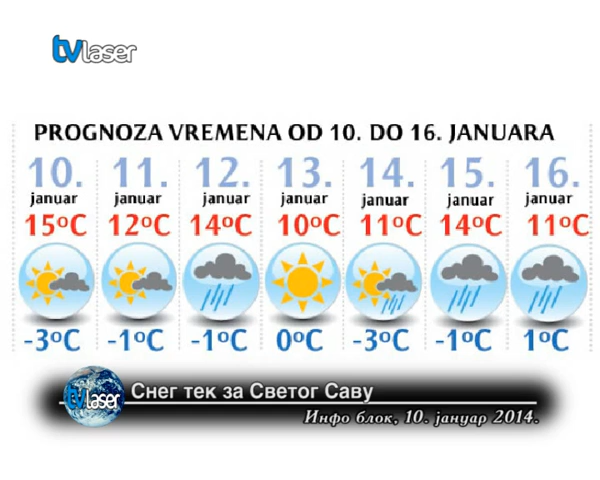 tvlaser
PROGNOZA VREMENA OD 10. DO 16. JANUARA
10. 11. 12. 13. 14. 15. 16.
januar januar januar januar januar januar januar
15ºC 12ºC 14ºC 10ºC 11ºC 14ºC 11ºC
-3ºC -1ºC -1ºC 0ºC -3ºC -1ºC 1ºC
tvlaser
Снег тек за Светог Саву
Инфо блок, 10. јануар 2014.